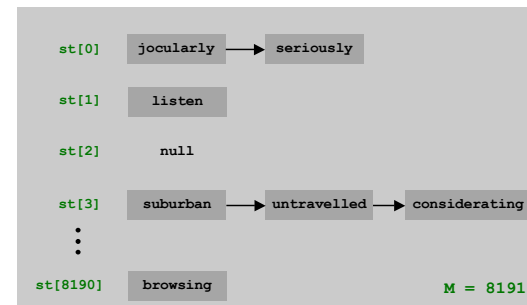 st[0] jocularly seriously
st[1] listen
st[2] null
st[3] suburban untravelled considerating
st[8190] browsing
M = 8191